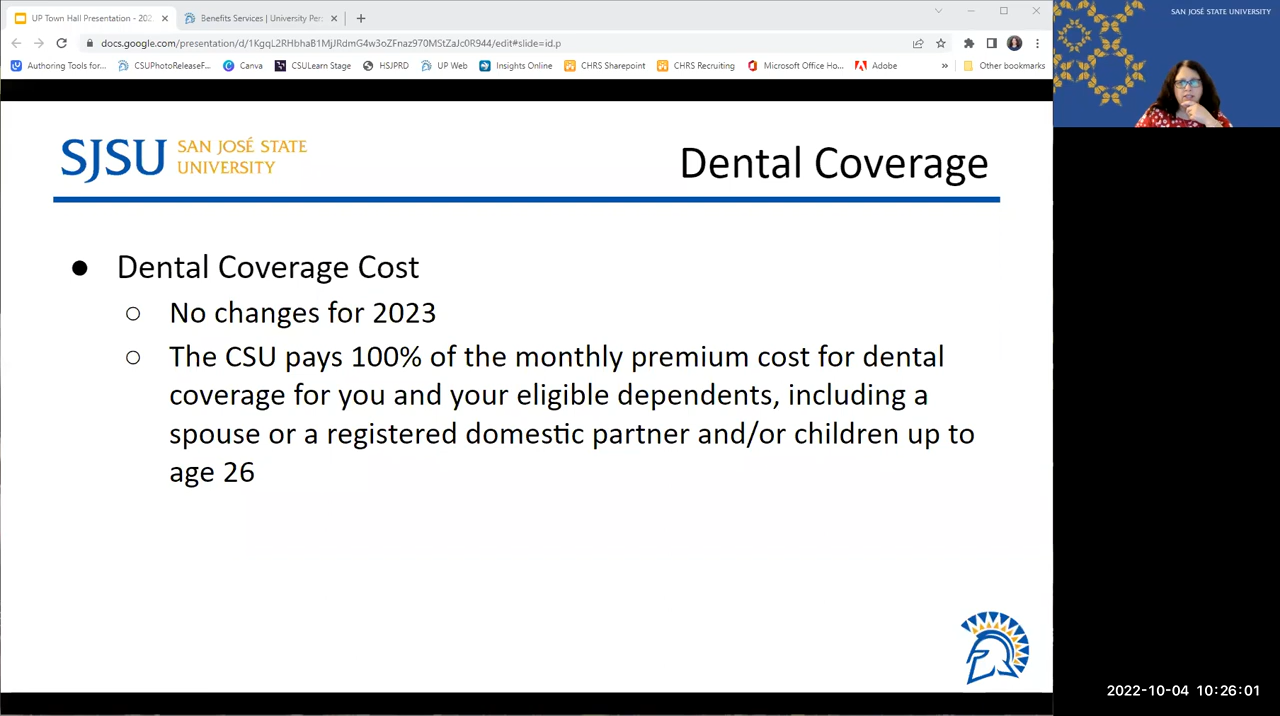 UP Town Hall Presentation - 202
Benefits Services | University Per
docs.google.com/presentation/d/1KgqL2RHbhaBtMjJRdmG4w3oZFnaz970MStZaJc0R944/edit#slide=id.p
Authoring Tools for...
CSUPhotoReleaseF...
Canva
CSULearn Stage
HSJPRD
UP Web
Insights Online
CHRS Sharepoint
CHRS Recruiting
Microsoft Office Ho...
Adobe
»
Other bookmarks
SAN JOSÉ STATE UNIVERSITY
SJSU SAN JOSÉ STATE
UNIVERSITY
Dental Coverage
● Dental Coverage Cost
○ No changes for 2023
○ The CSU pays 100% of the monthly premium cost for dental
coverage for you and your eligible dependents, including a
spouse or a registered domestic partner and/or children up to
age 26
2022-10-04 10:26:01